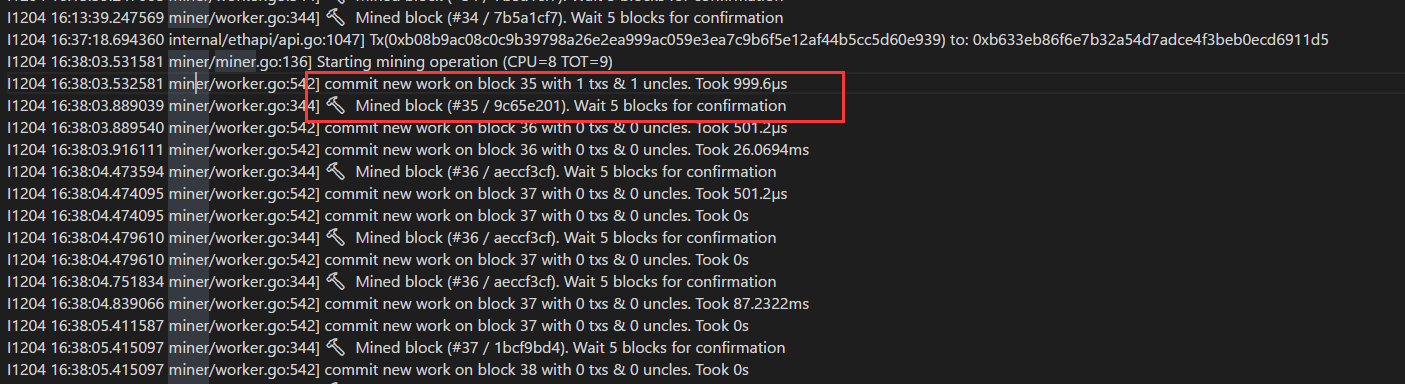 I1204 16:13:39.247569 miner/worker.go:344] 🔨 Mined block (#34 / 7b5a1cf7). Wait 5 blocks for confirmation
I1204 16:37:18.694360 internal/ethapi/api.go:1047] Tx(0xb08b9ac08c0c9b39798a26e2ea999ac059e3ea7c9b6f5e12af44b5cc5d60e939) to: 0xb633eb86f6e7b32a54d7adce4f3beb0ecd6911d5
I1204 16:38:03.531581 miner/miner.go:136] Starting mining operation (CPU=8 TOT=9)
I1204 16:38:03.532581 miner/worker.go:542] commit new work on block 35 with 1 txs & 1 uncles. Took 999.6µs
I1204 16:38:03.889039 miner/worker.go:344] 🔨 Mined block (#35 / 9c65e201). Wait 5 blocks for confirmation
I1204 16:38:03.889540 miner/worker.go:542] commit new work on block 36 with 0 txs & 0 uncles. Took 501.2µs
I1204 16:38:03.916111 miner/worker.go:542] commit new work on block 36 with 0 txs & 0 uncles. Took 26.0694ms
I1204 16:38:04.473594 miner/worker.go:344] 🔨 Mined block (#36 / aeccf3cf). Wait 5 blocks for confirmation
I1204 16:38:04.474095 miner/worker.go:542] commit new work on block 37 with 0 txs & 0 uncles. Took 501.2µs
I1204 16:38:04.474095 miner/worker.go:542] commit new work on block 37 with 0 txs & 0 uncles. Took 0s
I1204 16:38:04.479610 miner/worker.go:344] 🔨 Mined block (#36 / aeccf3cf). Wait 5 blocks for confirmation
I1204 16:38:04.479610 miner/worker.go:542] commit new work on block 37 with 0 txs & 0 uncles. Took 0s
I1204 16:38:04.751834 miner/worker.go:344] 🔨 Mined block (#36 / aeccf3cf). Wait 5 blocks for confirmation
I1204 16:38:04.839066 miner/worker.go:542] commit new work on block 37 with 0 txs & 0 uncles. Took 87.2322ms
I1204 16:38:05.411587 miner/worker.go:542] commit new work on block 37 with 0 txs & 0 uncles. Took 0s
I1204 16:38:05.415097 miner/worker.go:344] 🔨 Mined block (#37 / 1bcf9bd4). Wait 5 blocks for confirmation
I1204 16:38:05.415097 miner/worker.go:542] commit new work on block 38 with 0 txs & 0 uncles. Took 0s